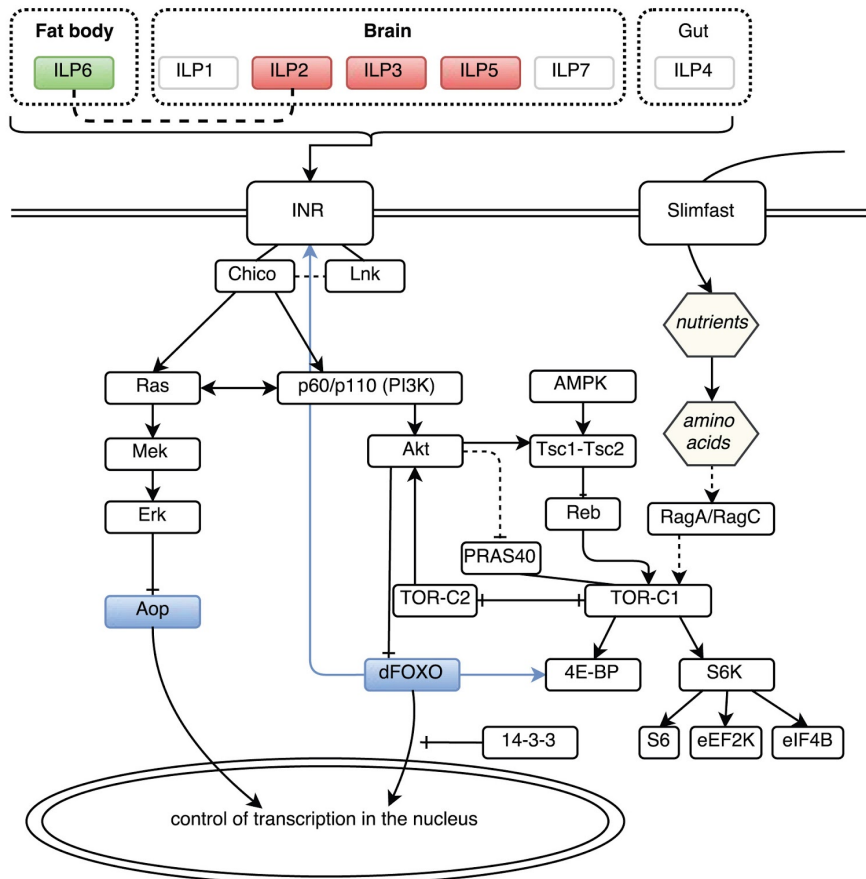 Fat body
Brain
Gut
ILP6
ILP1
ILP2
ILP3
ILP5
ILP7
ILP4
INR
Slimfast
Chico
Lnk
nutrients
Ras
p60/p110 (PI3K)
AMPK
amino
acids
Mek
Akt
Tsc1-Tsc2
Erk
Reb
RagA/RagC
PRAS40
Aop
TOR-C2
TOR-C1
dFOXO
4E-BP
S6K
14-3-3
S6
eEF2K
eIF4B
control of transcription in the nucleus